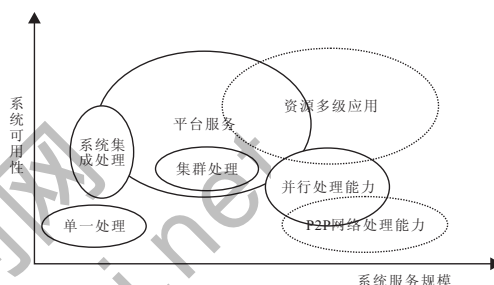 系统可用性
资源多级应用
平台服务
系统集
成处理
集群处理
并行处理能力
单一处理
P2P网络处理能力
系统服务规模